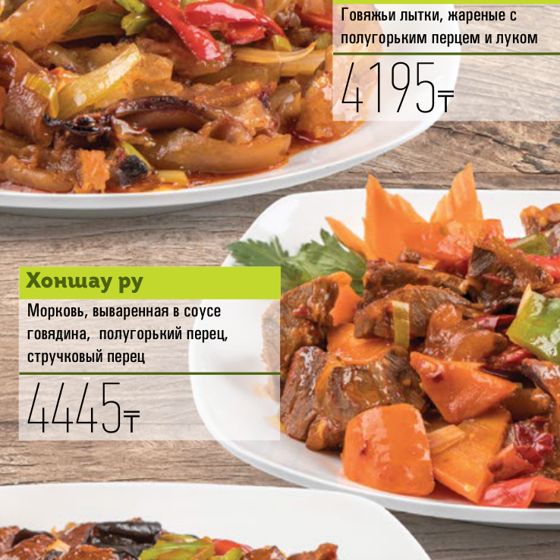 Говяжьи лытки, жареные с
полугорьким перцем и луком
4195₸
Хоншау ру
Морковь, вываренная в соусе
говядина, полугорький перец,
стручковый перец
4445₸